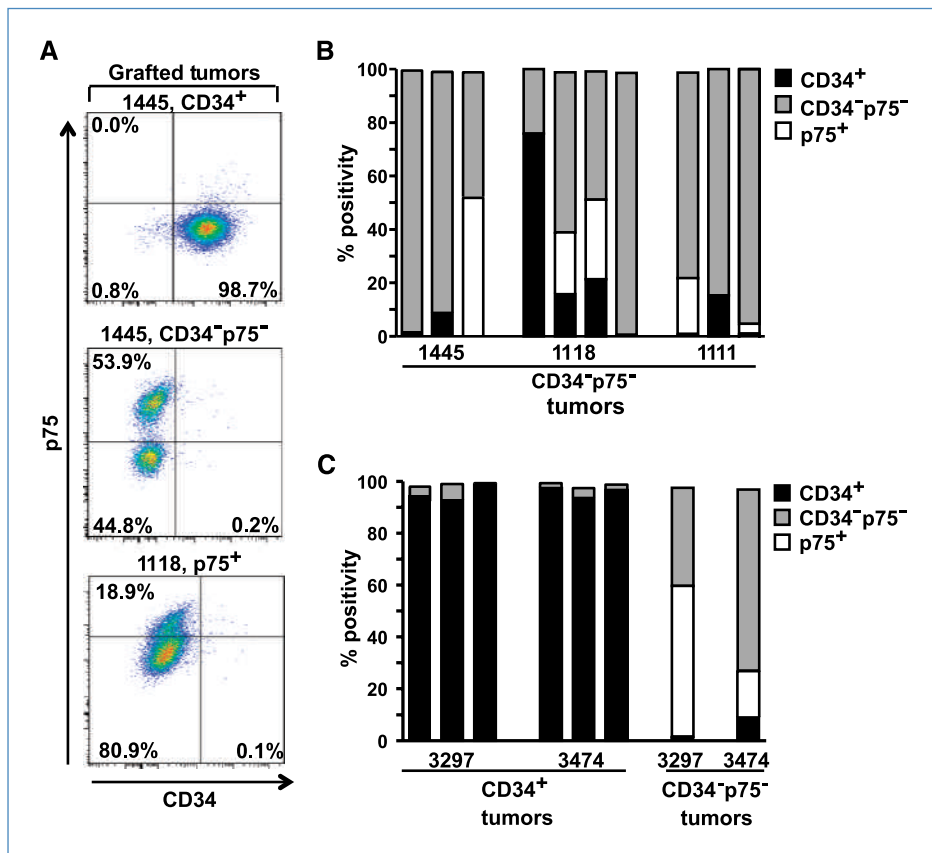 A
Grafted tumors
1445, CD34⁺
0.0%
0.8%
98.7%
1445, CD34⁻p75⁻
53.9%
44.8%
0.2%
1118, p75⁺
18.9%
80.9%
0.1%
p75
CD34
B
100
80
60
40
20
0
% positivity
CD34⁺
CD34⁻p75⁻
p75⁺
1445
1118
1111
CD34⁻p75⁻
tumors
C
100
80
60
40
20
0
% positivity
CD34⁺
CD34⁻p75⁻
p75⁺
3297
3474
3297
3474
CD34⁺
tumors
CD34⁻p75⁻
tumors